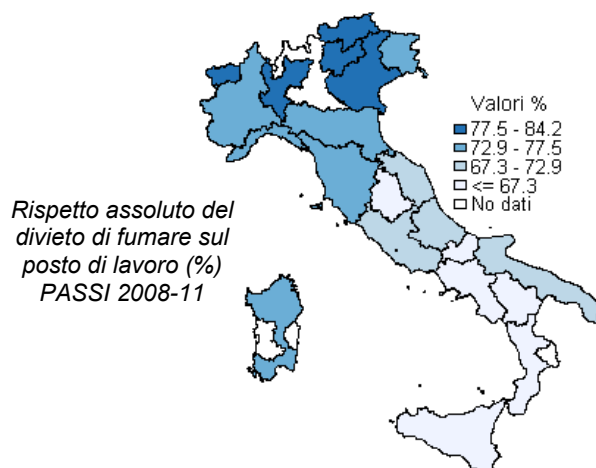 Valori %
77.5 - 84.2
72.9 - 77.5
67.3 - 72.9
<= 67.3
No dati
Rispetto assoluto del
divieto di fumare sul
posto di lavoro (%)
PASSI 2008-11